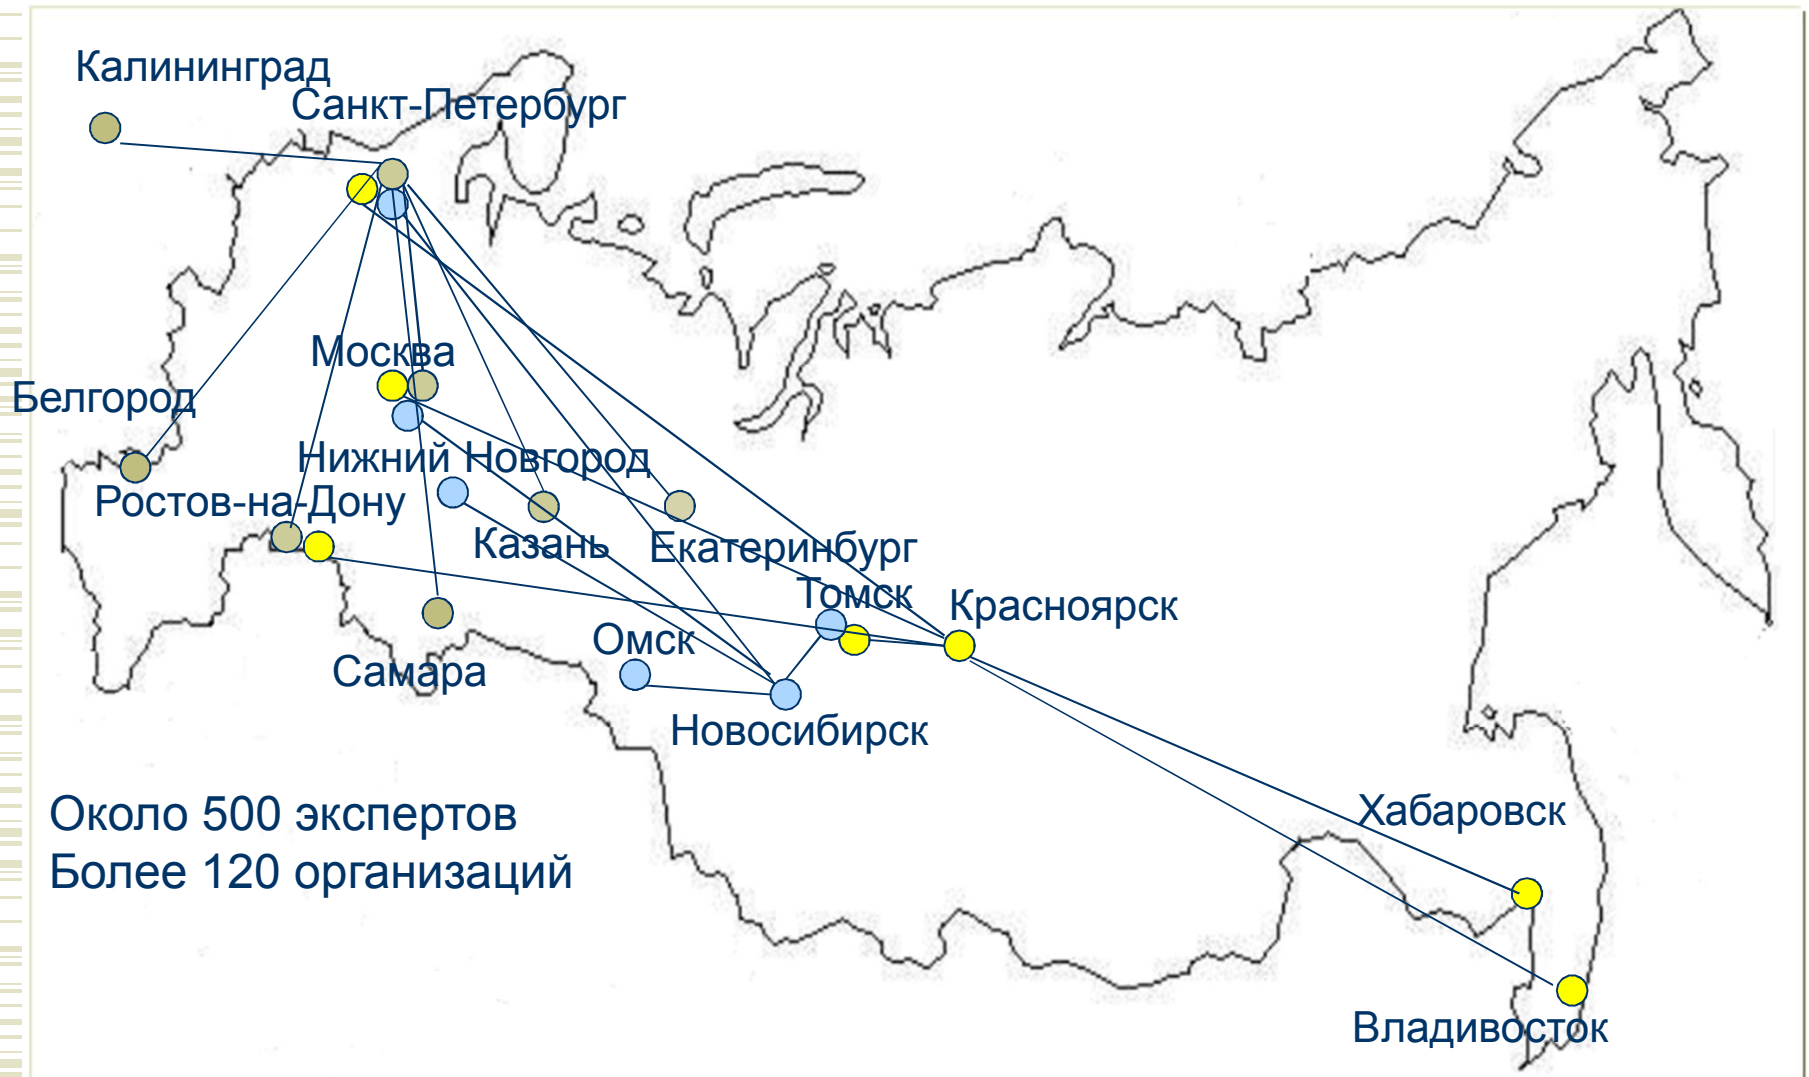 Калининград
Санкт-Петербург
Москва
Белгород
Нижний Новгород
Ростов-на-Дону
Казань
Екатеринбург
Томск
Красноярск
Омск
Самара
Новосибирск
Около 500 экспертов
Более 120 организаций
Хабаровск
Владивосток